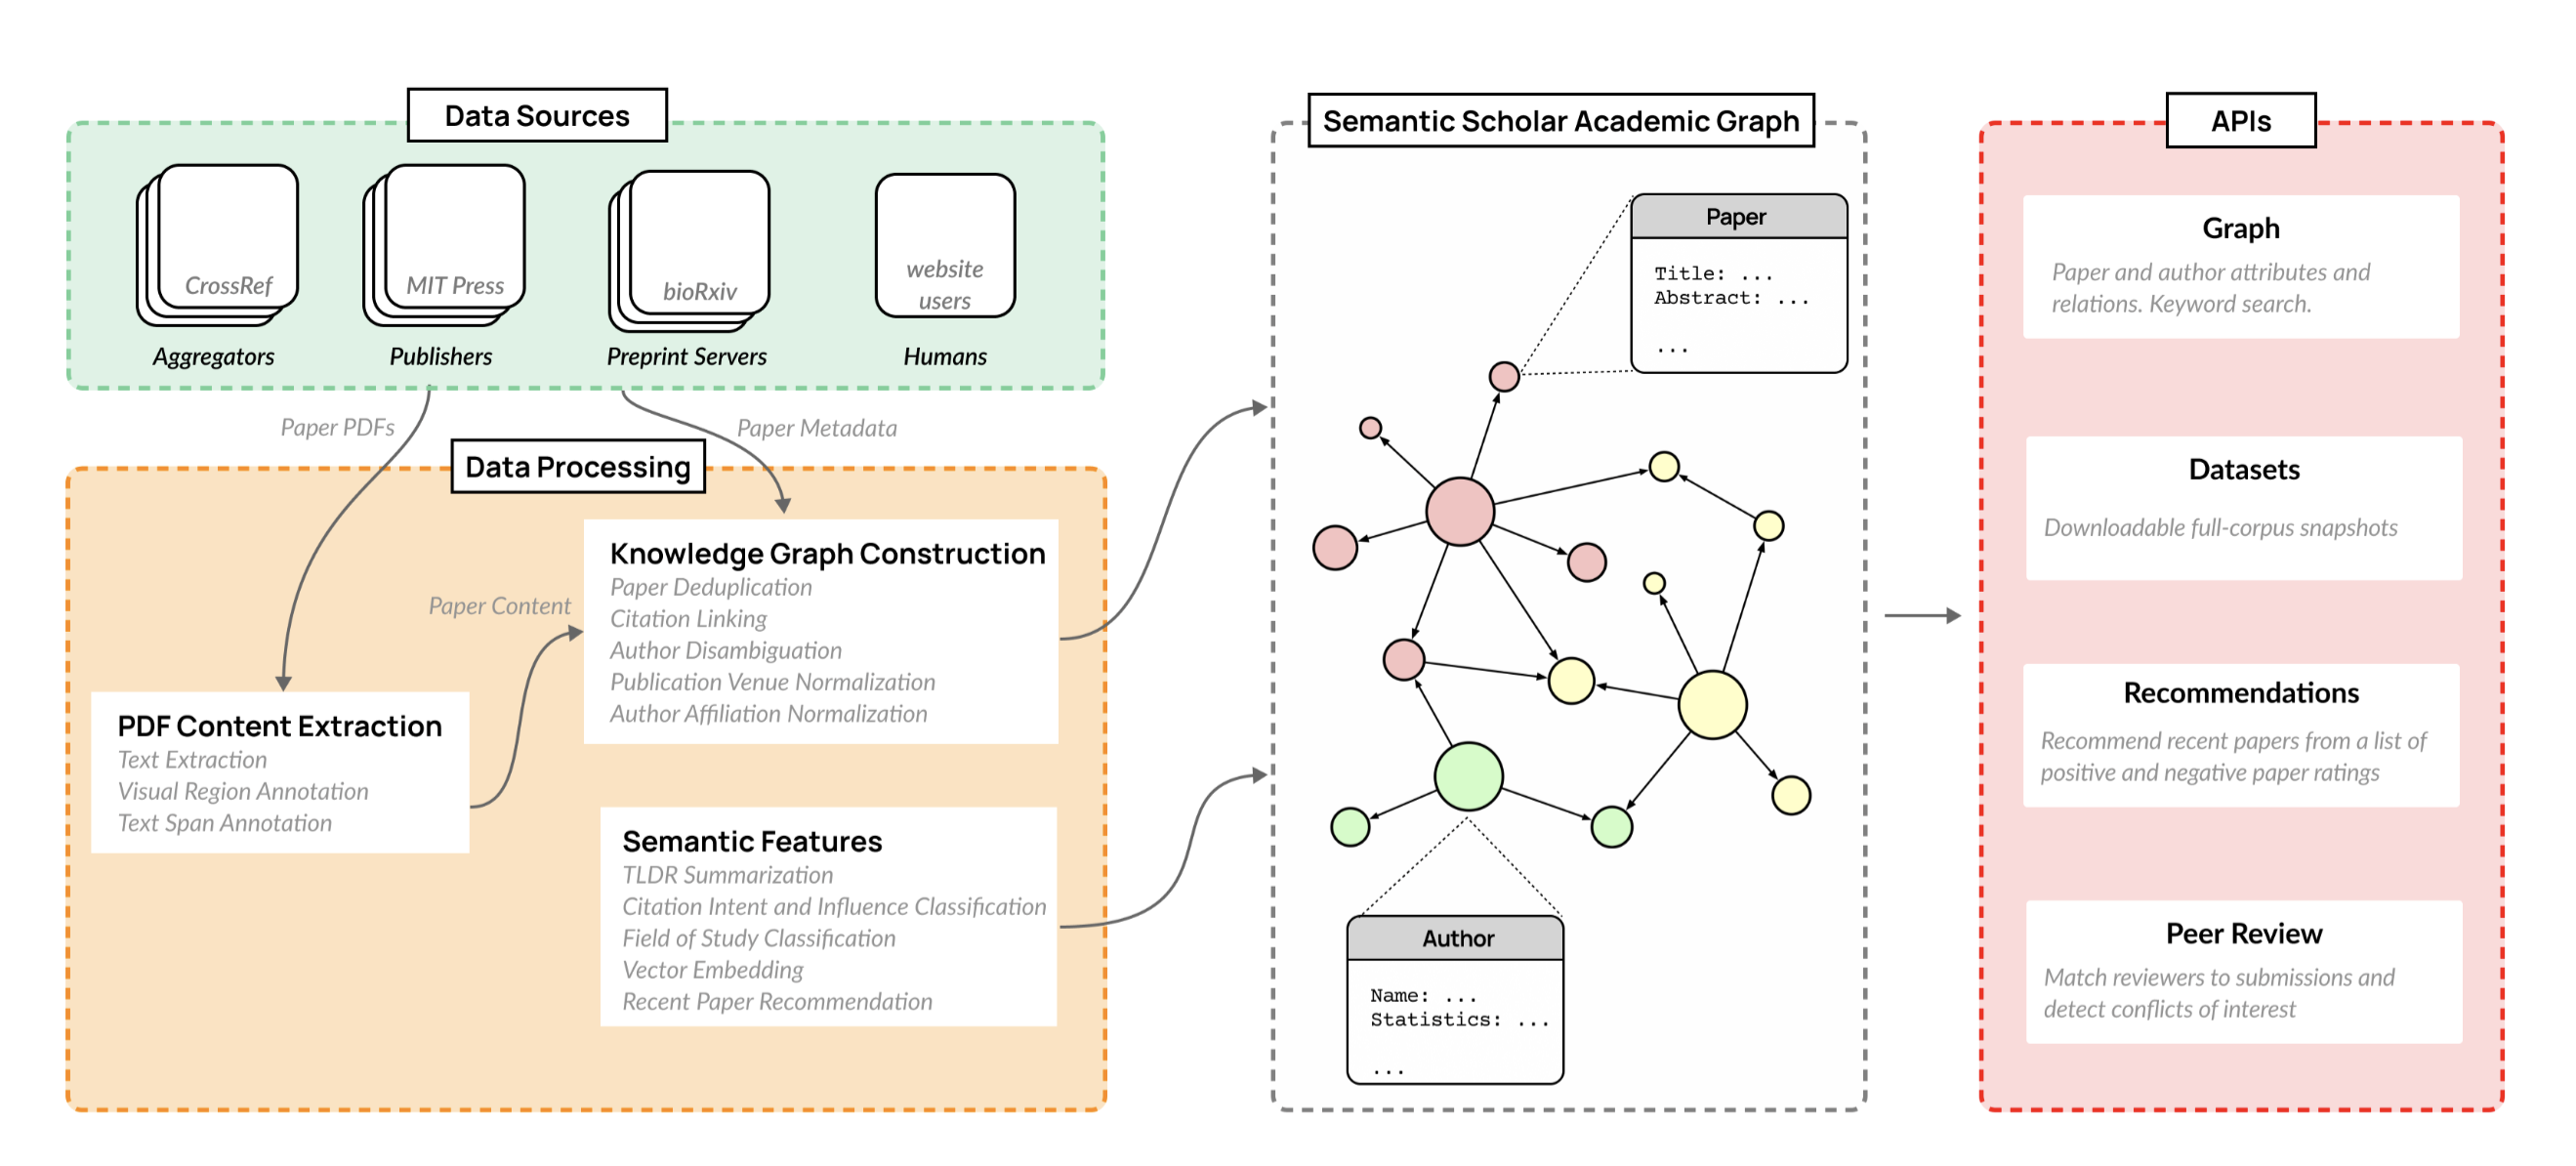 Data Sources
CrossRef
MIT Press
bioRxiv
website
users
Aggregators
Publishers
Preprint Servers
Humans
Paper PDFs
Paper Metadata
Data Processing
Knowledge Graph Construction
Paper Deduplication
Citation Linking
Author Disambiguation
Publication Venue Normalization
Author Affiliation Normalization
Paper Content
PDF Content Extraction
Text Extraction
Visual Region Annotation
Text Span Annotation
Semantic Features
TLDR Summarization
Citation Intent and Influence Classification
Field of Study Classification
Vector Embedding
Recent Paper Recommendation
Semantic Scholar Academic Graph
Paper
Title: ...
Abstract: ...
...
Author
Name: ...
Statistics: ...
...
APIs
Graph
Paper and author attributes and
relations. Keyword search.
Datasets
Downloadable full-corpus snapshots
Recommendations
Recommend recent papers from a list of
positive and negative paper ratings
Peer Review
Match reviewers to submissions and
detect conflicts of interest